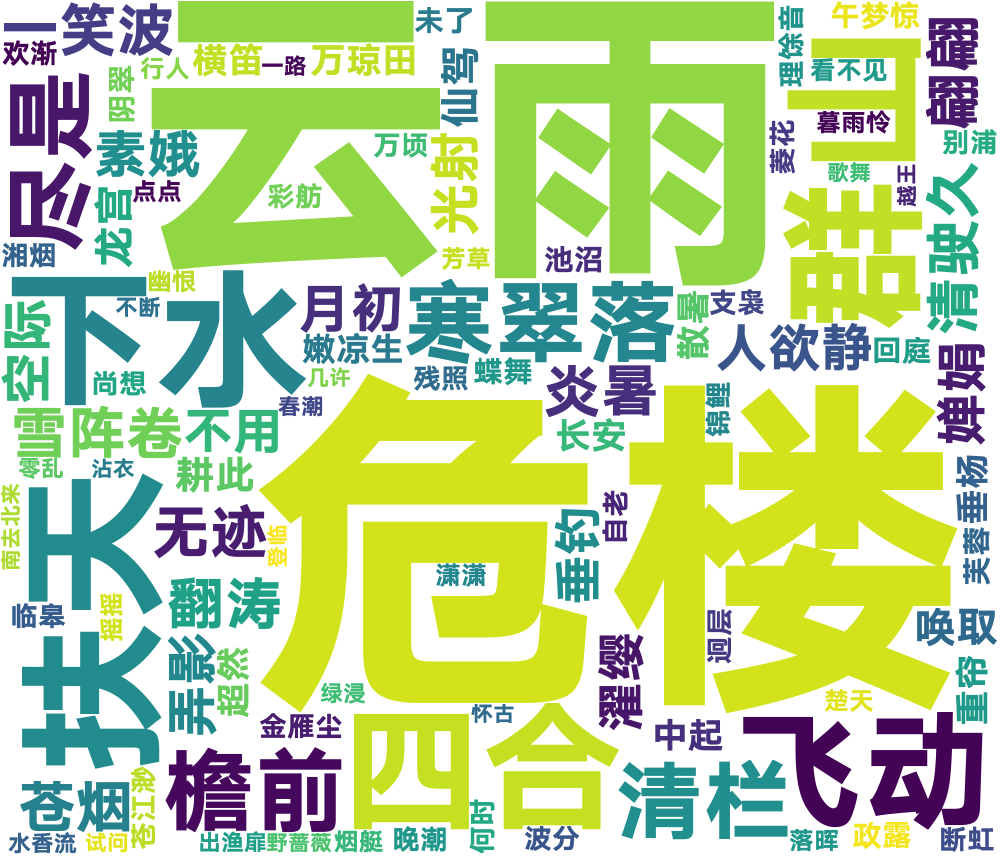 一笑波
欢渐
行人
横笛
一路
万琼田
未了
仙驾
云雨
理馀音
午梦惊
看不见
山
翩翩
暮雨怜
别浦
菱花
歌舞
越王
尽是
阴翠
素娥
点点
龙宫
湘烟
万顷
光射
彩舫
芳草
池沼
群
清驶久
幽恨
不断
下水
月初
寒翠落
散暑
支袅
人欲静
回庭
空际
尚想
嫩凉生
几许
残照
蝶舞
炎暑
锦鲤
婵娟
春潮
雪阵卷
不用
长安
零乱
沾衣
耕此
危楼
南去北来
扶天
无迹
登临
垂钓
自老
垂杨
芙蓉
潇潇
临皋
摇摇
翻涛
唤取
迥层
弄影
超然
濯缨
重帘
绿浸
怀古
楚天
金雁尘
四合
中起
飞动
苍烟
苍江渺
檐前
清栏
水香流
试问
出渔扉
野蔷薇
烟艇
晚潮
何时
波分
落晖
政露
断虹